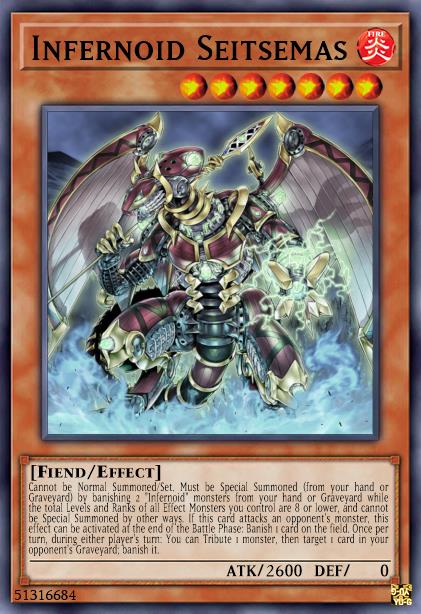 Infernoid Seitsemas
FIRE
炎
[Fiend/Effect]
Cannot be Normal Summoned/Set. Must be Special Summoned (from your hand or
Graveyard) by banishing 2 "Infernoid" monsters from your hand or Graveyard while
the total Levels and Ranks of all Effect Monsters you control are 8 or lower, and cannot
be Special Summoned by other ways. If this card attacks an opponent's monster, this
effect can be activated at the end of the Battle Phase: Banish 1 card on the field. Once per
turn, during either player's turn: You can Tribute 1 monster, then target 1 card in your
opponent's Graveyard; banish it.
ATK/2600 DEF/ 0
51316684